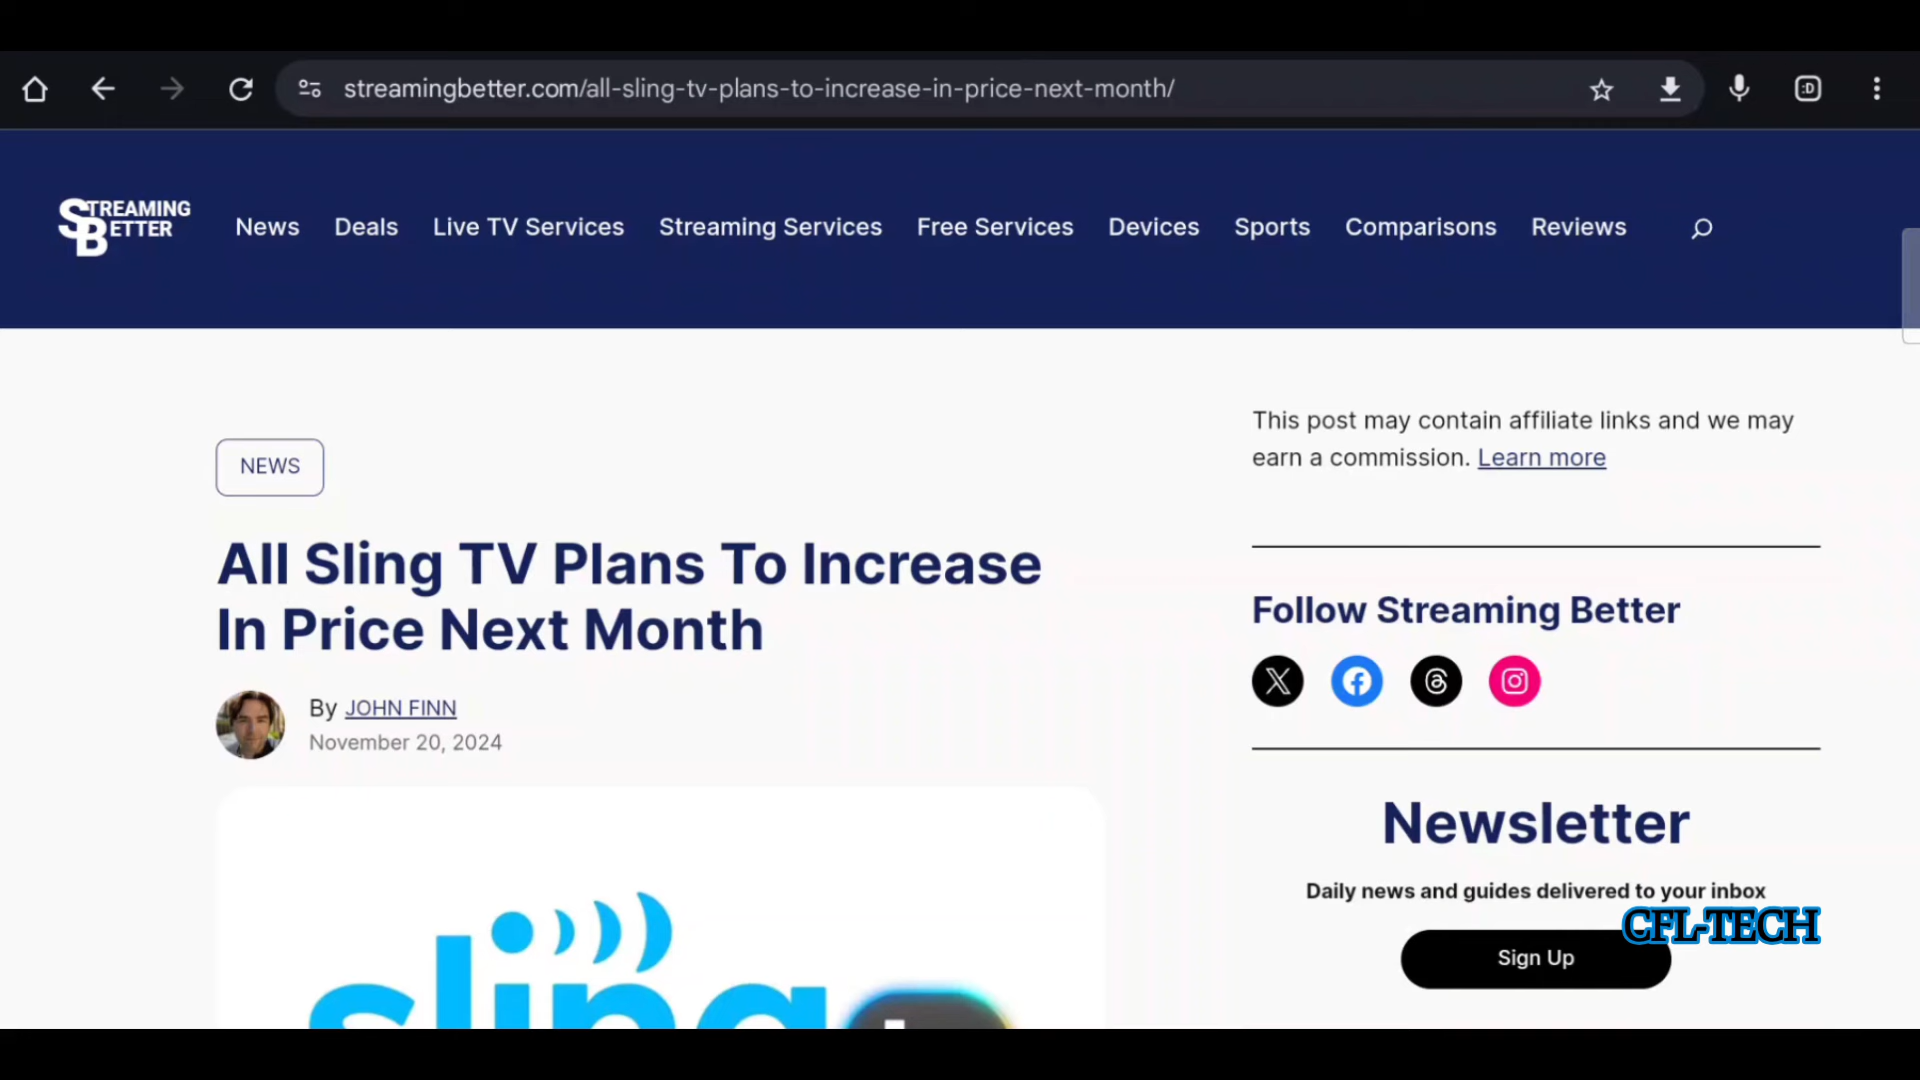 streamingbetter.com/all-sling-tv-plans-to-increase-in-price-next-month/
:D
STREAMING
BETTER
News Deals Live TV Services Streaming Services Free Services Devices Sports Comparisons Reviews
NEWS
All Sling TV Plans To Increase
In Price Next Month
By JOHN FINN
November 20, 2024
sling
This post may contain affiliate links and we may
earn a commission. Learn more
Follow Streaming Better
Newsletter
Daily news and guides delivered to your inbox
CFL-TECH
Sign Up